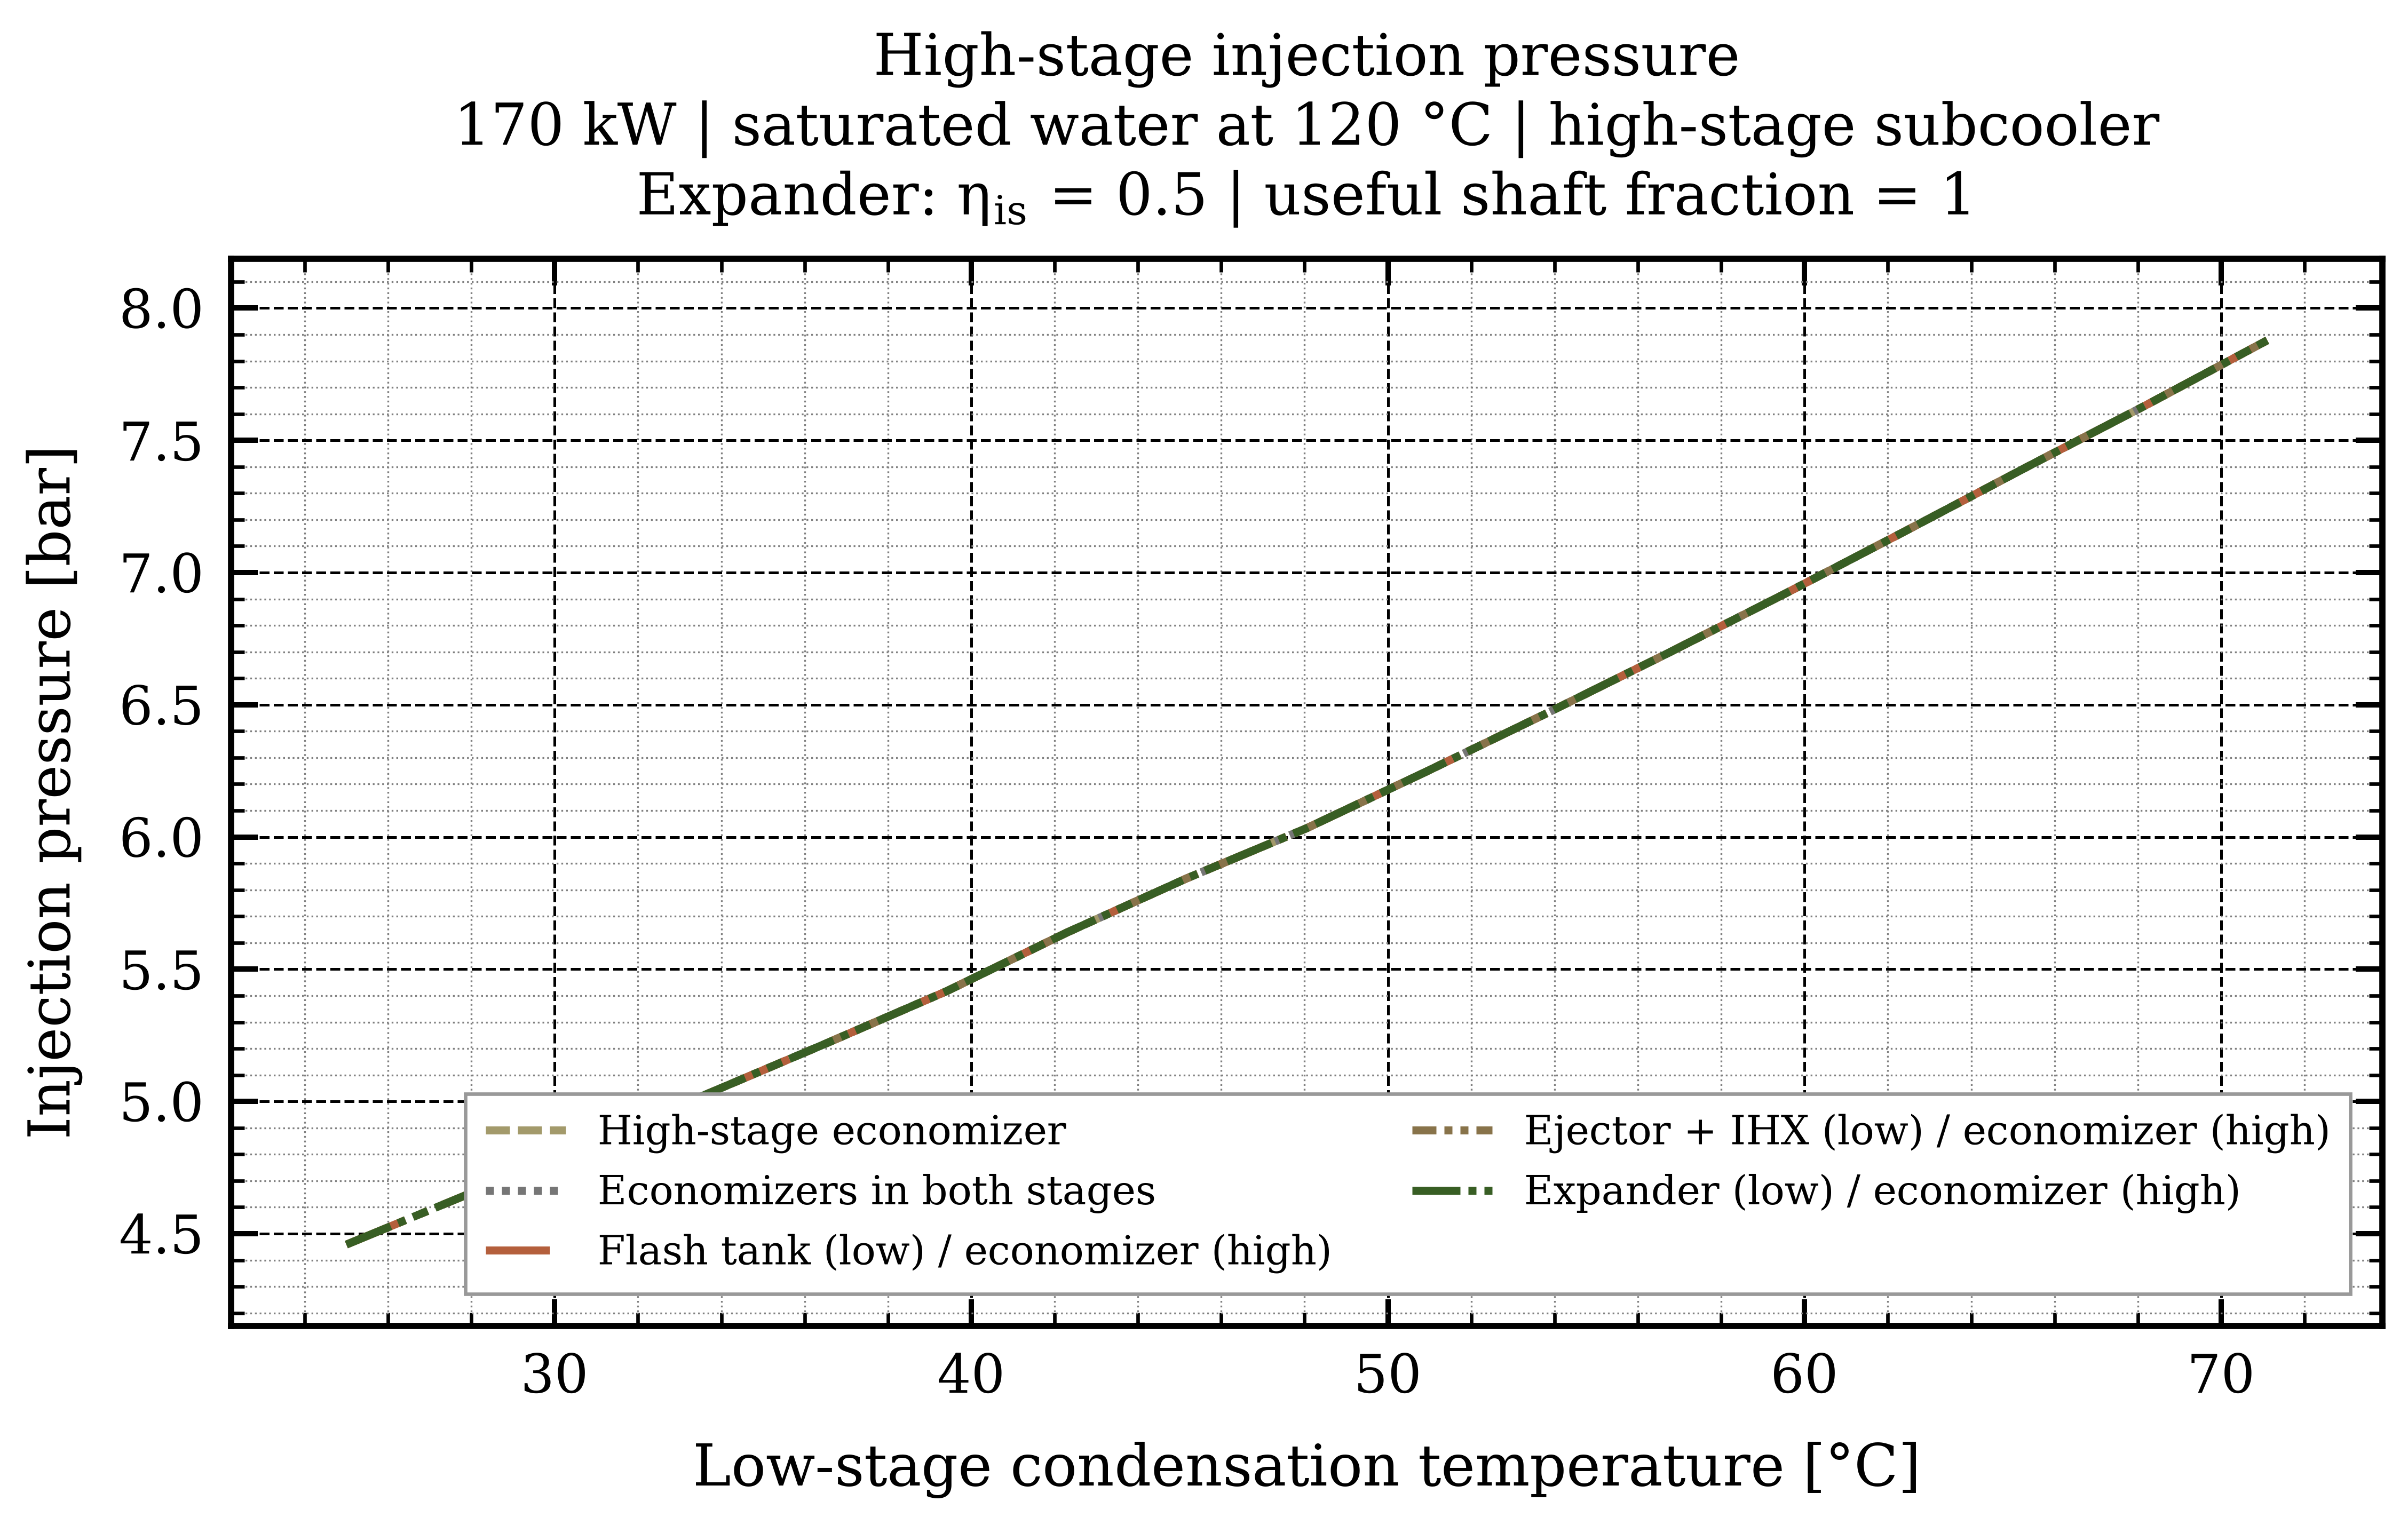 High-stage injection pressure
170 kW | saturated water at 120 °C | high-stage subcooler
Expander: ηis = 0.5 | useful shaft fraction = 1
Injection pressure [bar]
8.0
7.5
7.0
6.5
6.0
5.5
5.0
4.5
High-stage economizer
Economizers in both stages
Flash tank (low) / economizer (high)
Ejector + IHX (low) / economizer (high)
Expander (low) / economizer (high)
30 40 50 60 70
Low-stage condensation temperature [°C]